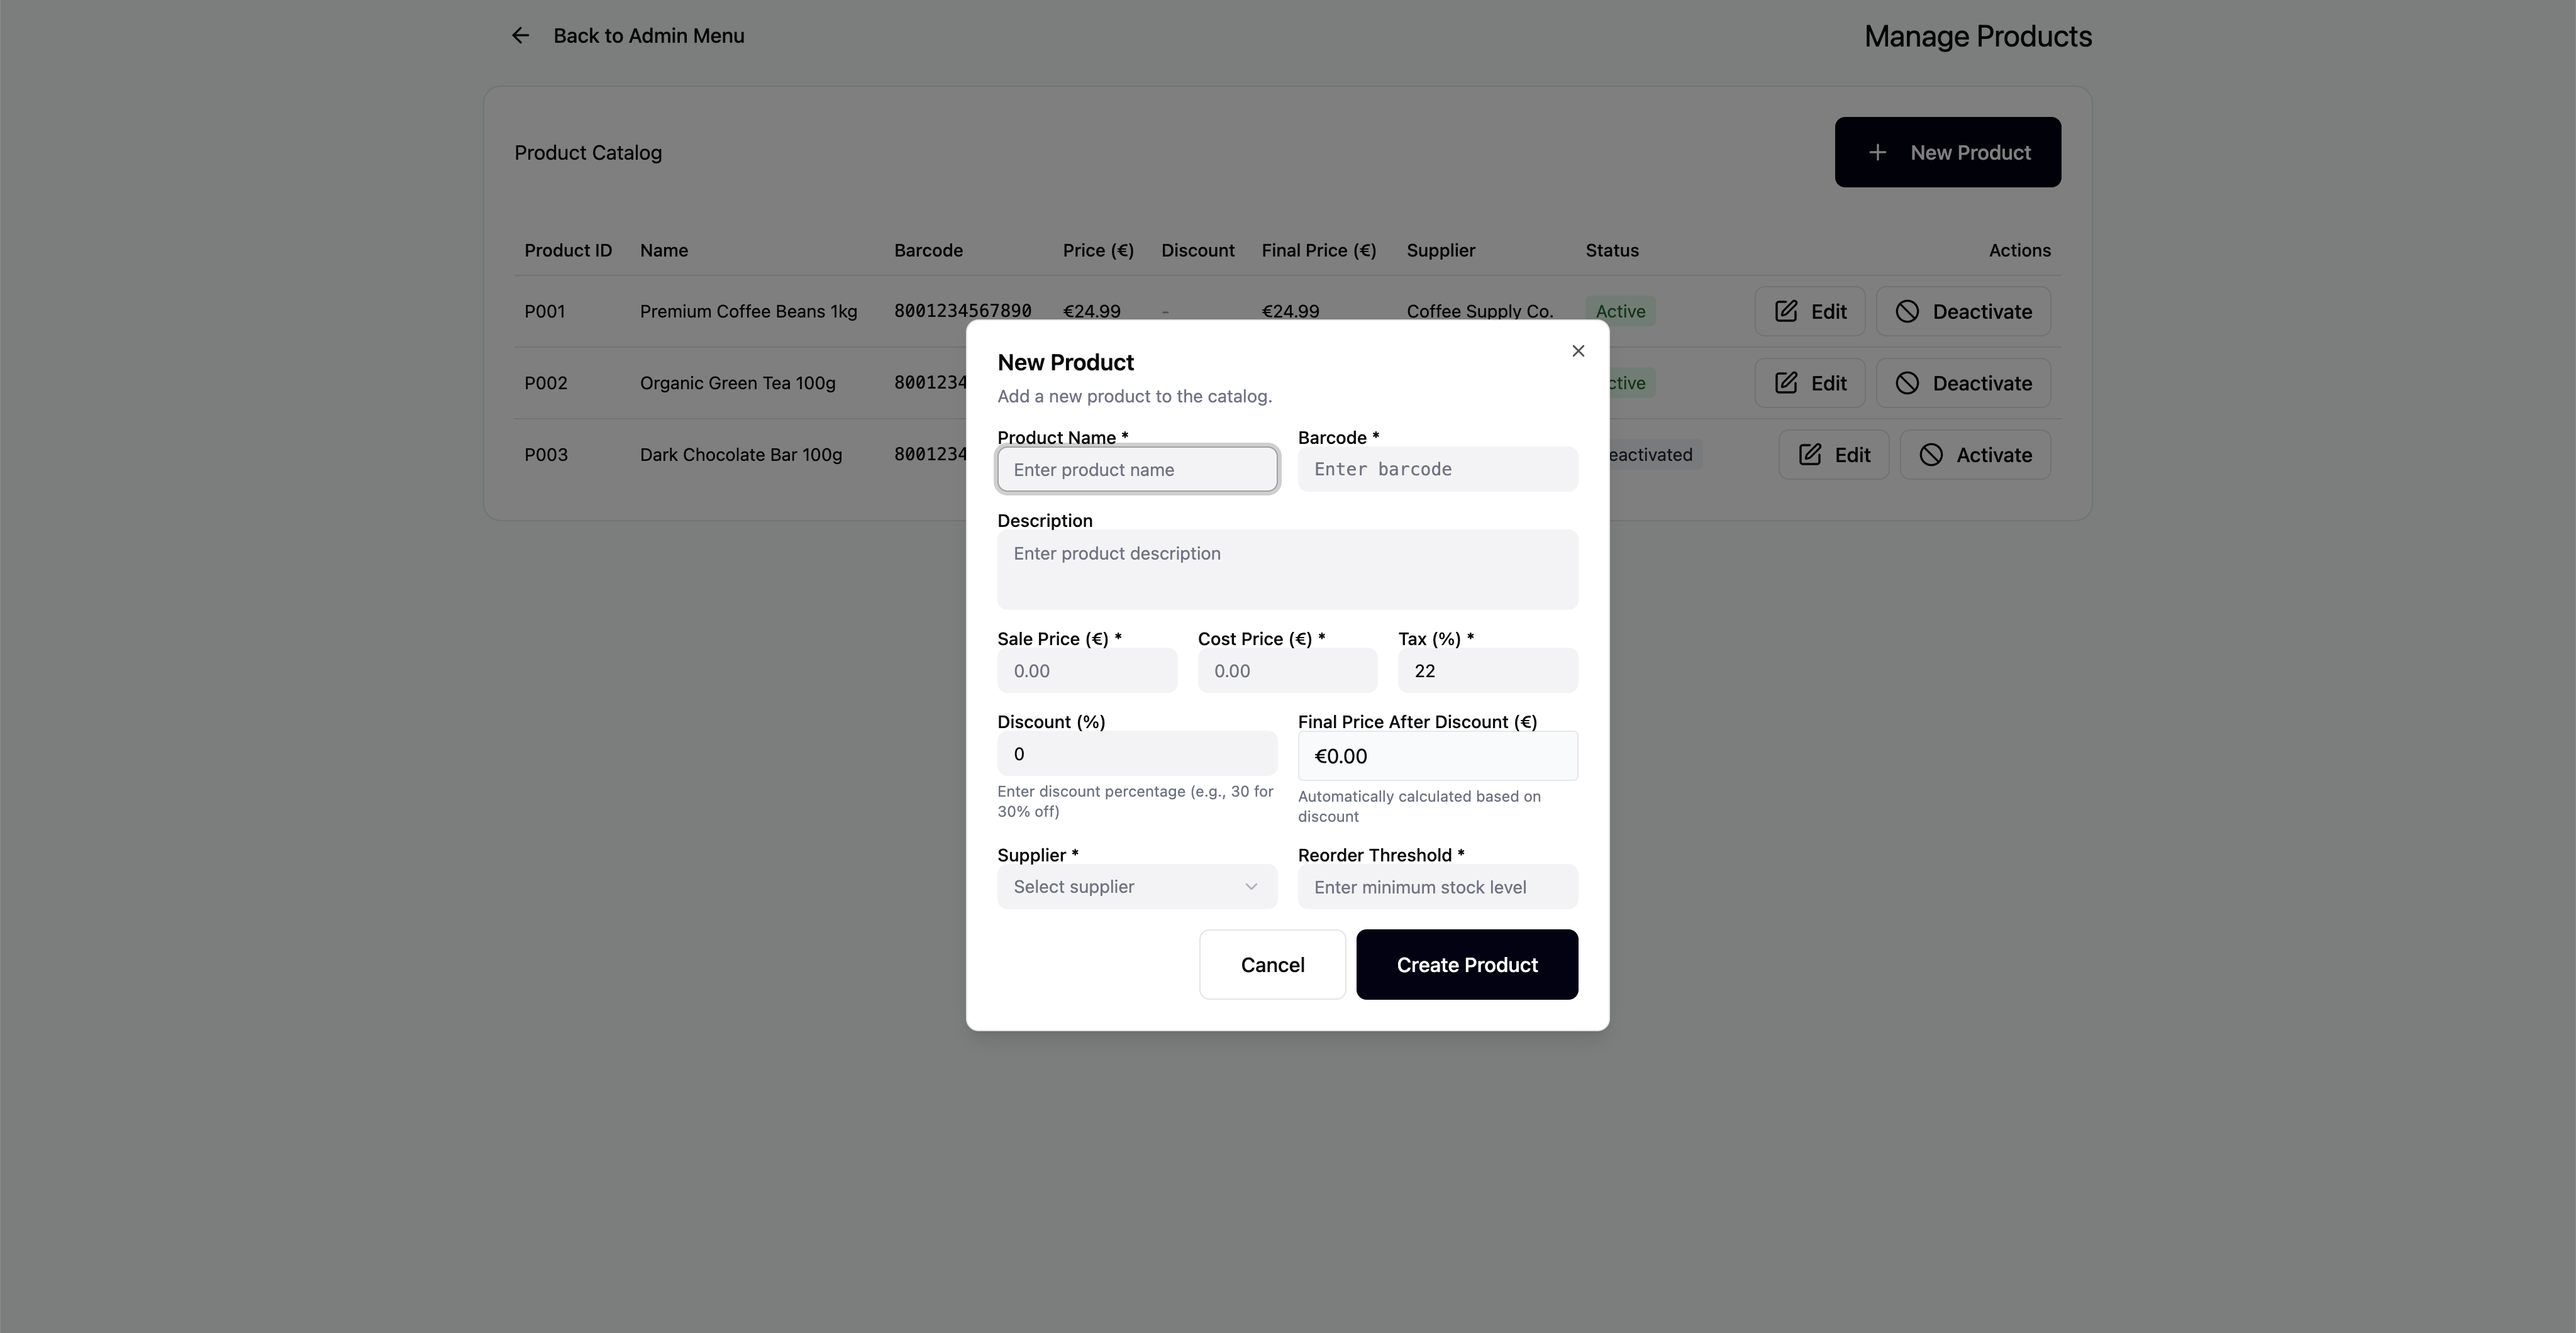 Back to Admin Menu
Manage Products
Product Catalog
New Product
Product ID Name Barcode Price (€) Discount Final Price (€) Supplier Status Actions
P001 Premium Coffee Beans 1kg 8001234567890 €24.99 - €24.99 Coffee Supply Co. Active Edit Deactivate
P002 Organic Green Tea 100g 8001234 ctive Edit Deactivate
P003 Dark Chocolate Bar 100g 8001234 eactivated Edit Activate
New Product
Add a new product to the catalog.
Product Name * Barcode *
Enter product name Enter barcode
Description
Enter product description
Sale Price (€) * Cost Price (€) * Tax (%) *
0.00 0.00 22
Discount (%) Final Price After Discount (€)
0 €0.00
Enter discount percentage (e.g., 30 for
30% off)
Automatically calculated based on
discount
Supplier * Reorder Threshold *
Select supplier Enter minimum stock level
Cancel Create Product